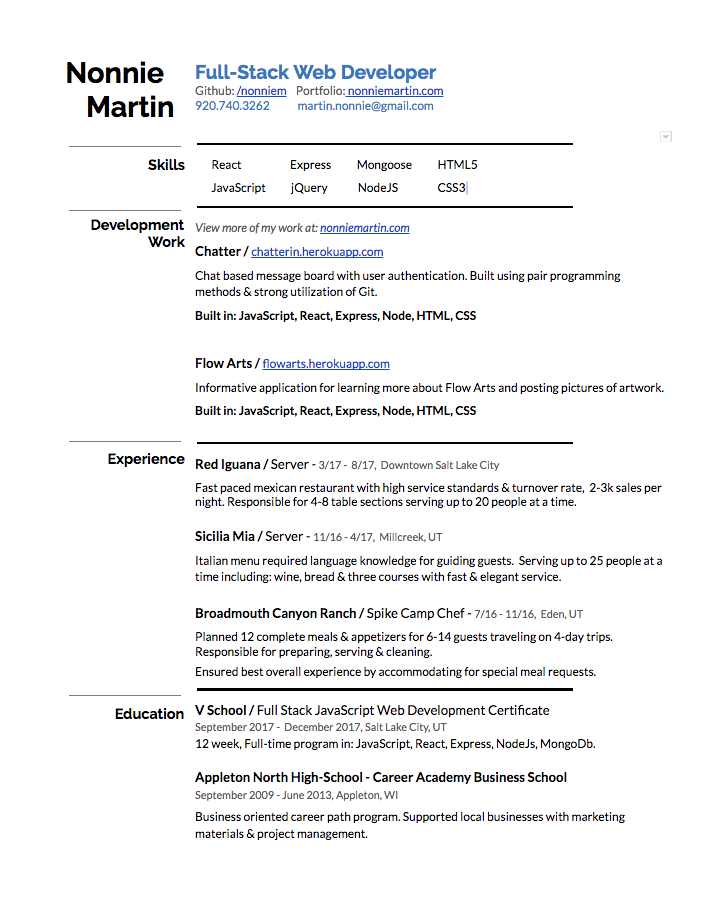 Nonnie
Martin
Full-Stack Web Developer
Github: /nonniem Portfolio: nonniemartin.com
920.740.3262 martin.nonnie@gmail.com
Skills
React Express Mongoose HTML5
JavaScript jQuery NodeJS CSS3
Development
Work
View more of my work at: nonniemartin.com
Chatter / chatterin.herokuapp.com
Chat based message board with user authentication. Built using pair programming
methods & strong utilization of Git.
Built in: JavaScript, React, Express, Node, HTML, CSS
Flow Arts / flowarts.herokuapp.com
Informative application for learning more about Flow Arts and posting pictures of artwork.
Built in: JavaScript, React, Express, Node, HTML, CSS
Experience
Red Iguana / Server - 3/17 - 8/17, Downtown Salt Lake City
Fast paced mexican restaurant with high service standards & turnover rate, 2-3k sales per
night. Responsible for 4-8 table sections serving up to 20 people at a time.
Sicilia Mia / Server - 11/16 - 4/17, Millcreek, UT
Italian menu required language knowledge for guiding guests. Serving up to 25 people at a
time including: wine, bread & three courses with fast & elegant service.
Broadmouth Canyon Ranch / Spike Camp Chef - 7/16 - 11/16, Eden, UT
Planned 12 complete meals & appetizers for 6-14 guests traveling on 4-day trips.
Responsible for preparing, serving & cleaning.
Ensured best overall experience by accommodating for special meal requests.
Education
V School / Full Stack JavaScript Web Development Certificate
September 2017 - December 2017, Salt Lake City, UT
12 week, Full-time program in: JavaScript, React, Express, NodeJs, MongoDb.
Appleton North High-School - Career Academy Business School
September 2009 - June 2013, Appleton, WI
Business oriented career path program. Supported local businesses with marketing
materials & project management.